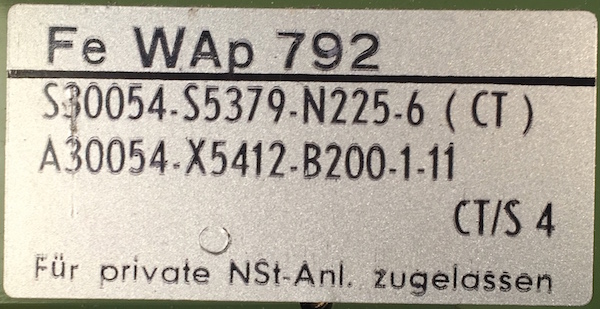 Fe WAp 792
S30054-S5379-N225-6 ( CT )
A30054-X5412-B200-1-11
CT/S 4
Für private NSt-Anl. zugelassen